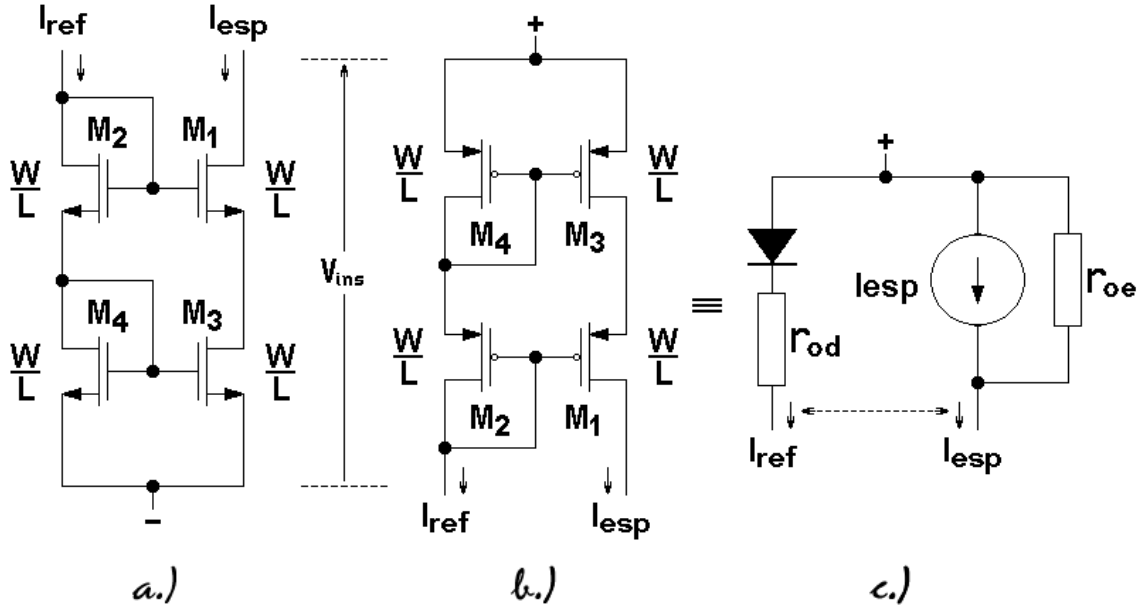 Iref
Iesp
M2
M1
W
L
W
L
M4
M3
W
L
W
L
−
a.)
Vins
+
W
L
W
L
M4
M3
W
L
W
L
M2
M1
Iref
Iesp
b.)
≡
+
Iesp
roe
rod
Iref
Iesp
c.)